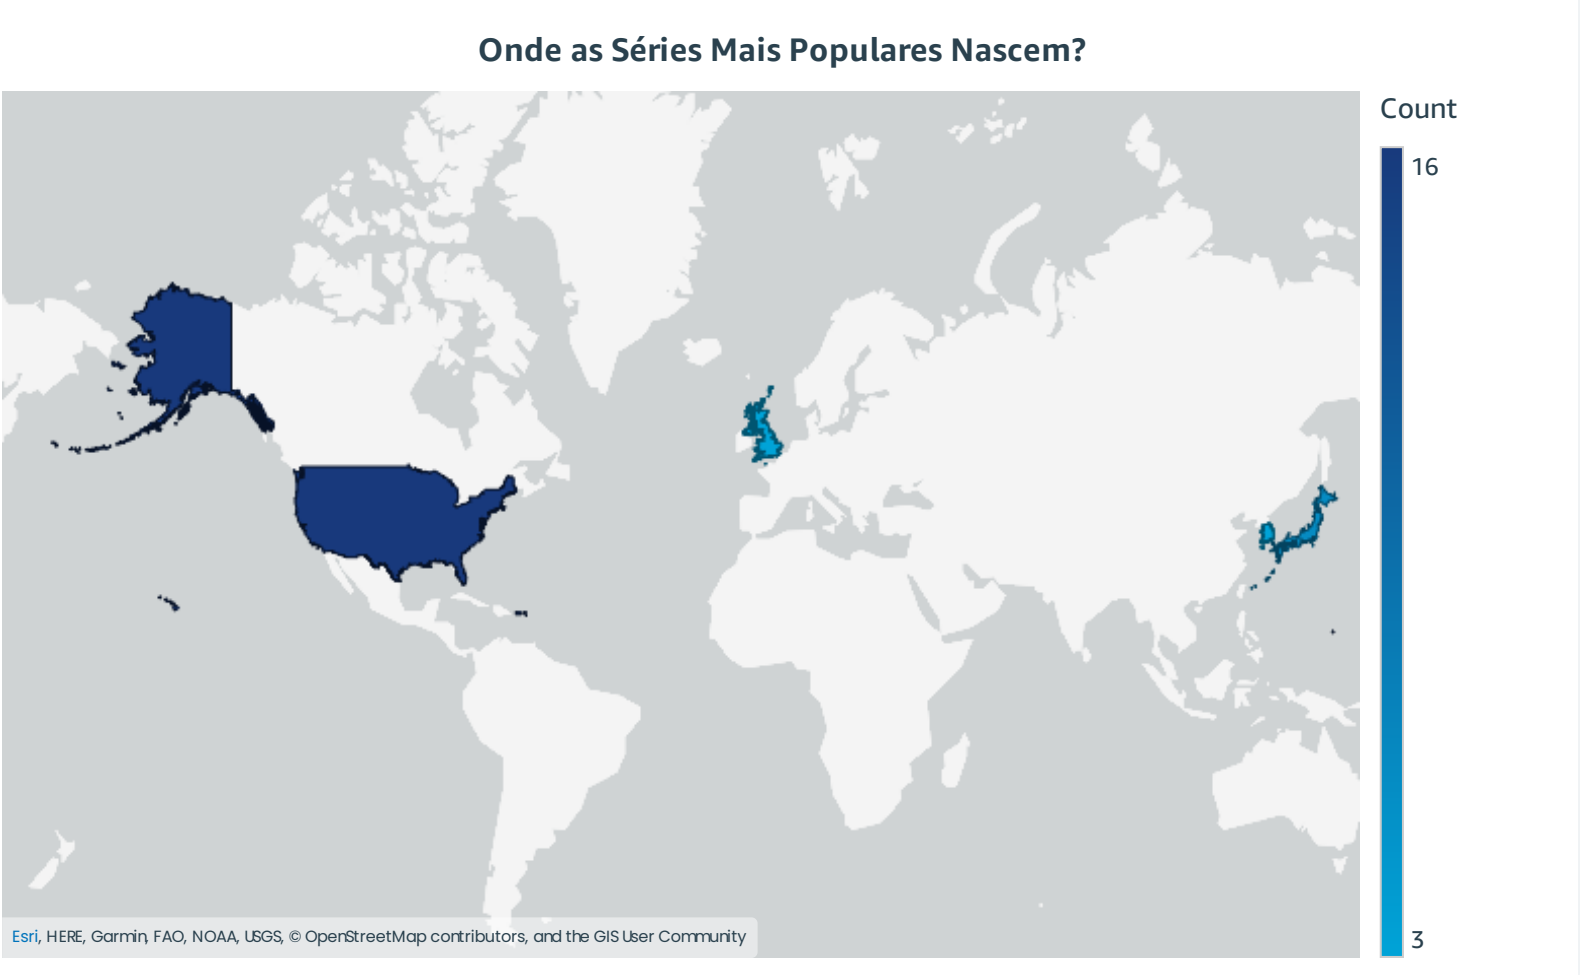 Onde as Séries Mais Populares Nascem?
Count
16
3
Esri, HERE, Garmin, FAO, NOAA, USGS, © OpenStreetMap contributors, and the GIS User Community